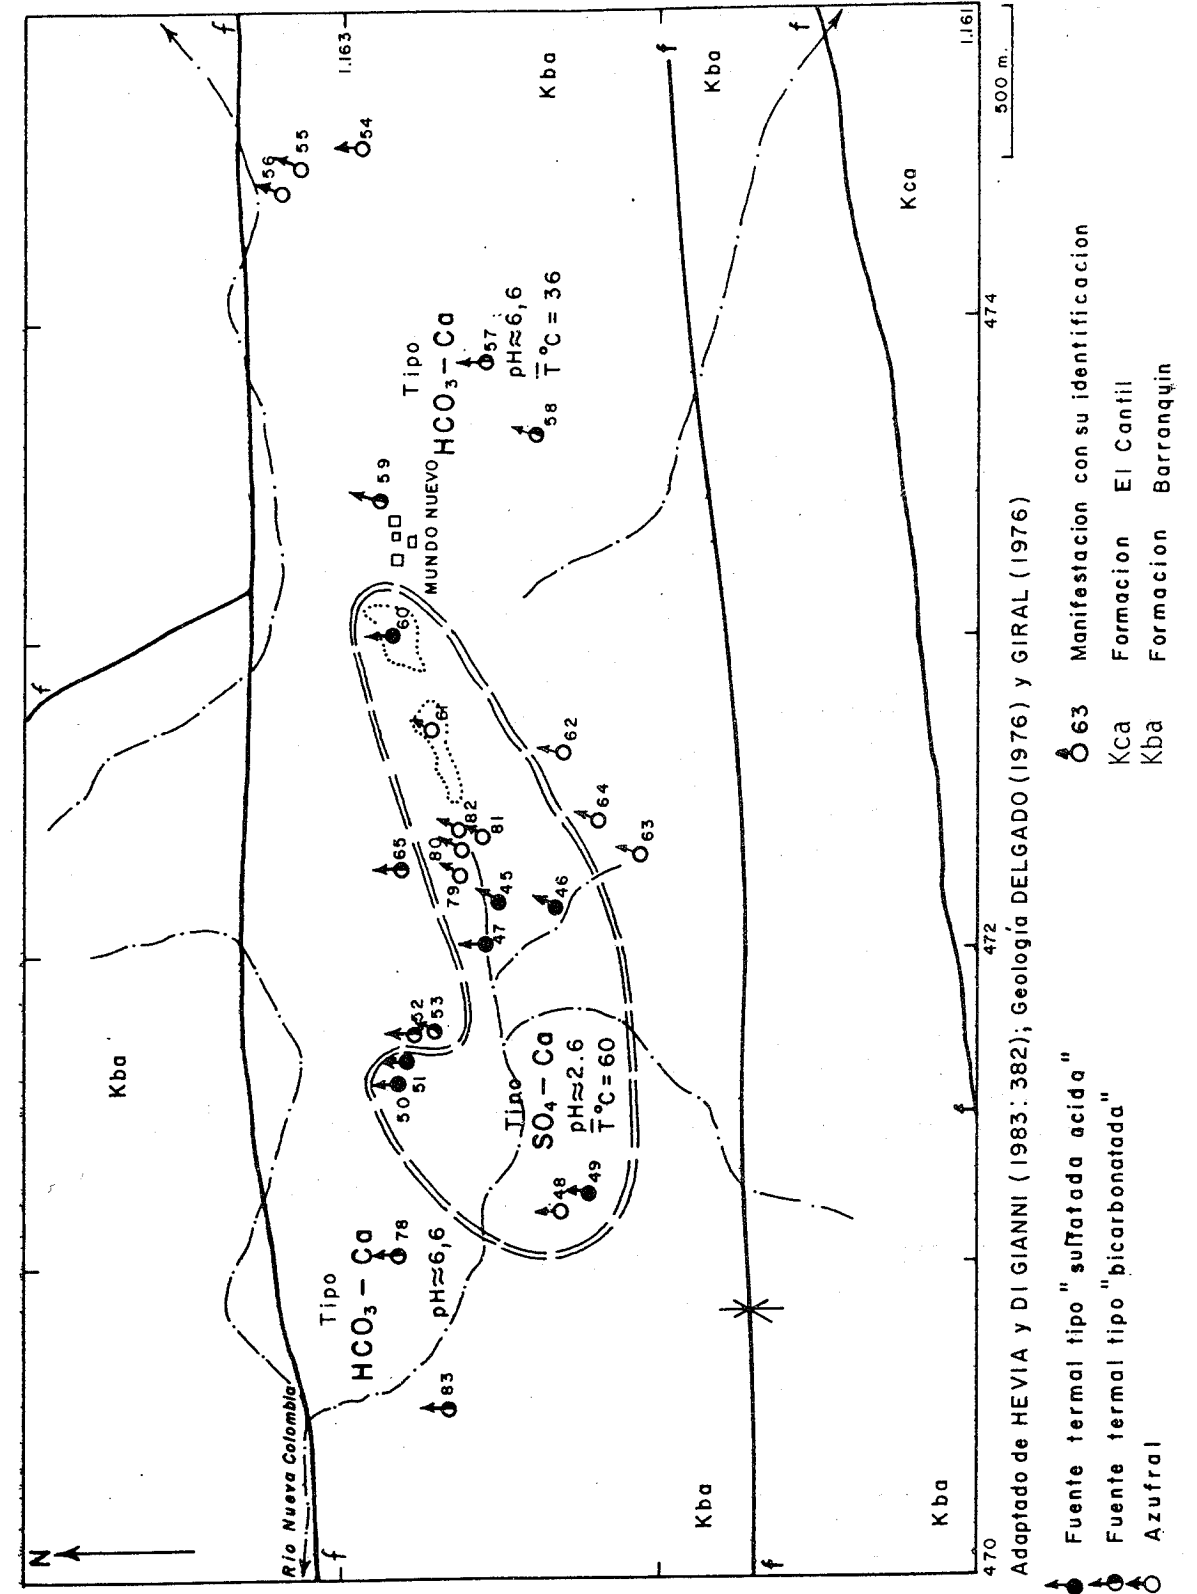 N
Rio Nueva Colombia
f
f
f
1.163
56
55
54
Kba
Kba
Tipo
HCO₃-Ca
pH≈6,6
78
83
50
51
52
53
65
79
80
82
81
61
60
59
MUNDO NUEVO
Tipo
HCO₃-Ca
57
pH≈6,6
T°C=36
58
47
45
46
62
64
63
Tipo
SO₄-Ca
pH≈2.6
T°C=60
48
49
f
Kba
Kba
f
f
f
Kba
Kca
1.161
470
472
474
500 m.
Adaptado de HEVIA y DI GIANNI (1983: 382); Geología DELGADO (1976) y GIRAL (1976)
Fuente termal tipo "sulfatada acida"
Fuente termal tipo "bicarbonatada"
Azufral
63 Manifestacion con su identificacion
Kca Formacion El Cantil
Kba Formacion Barranquin